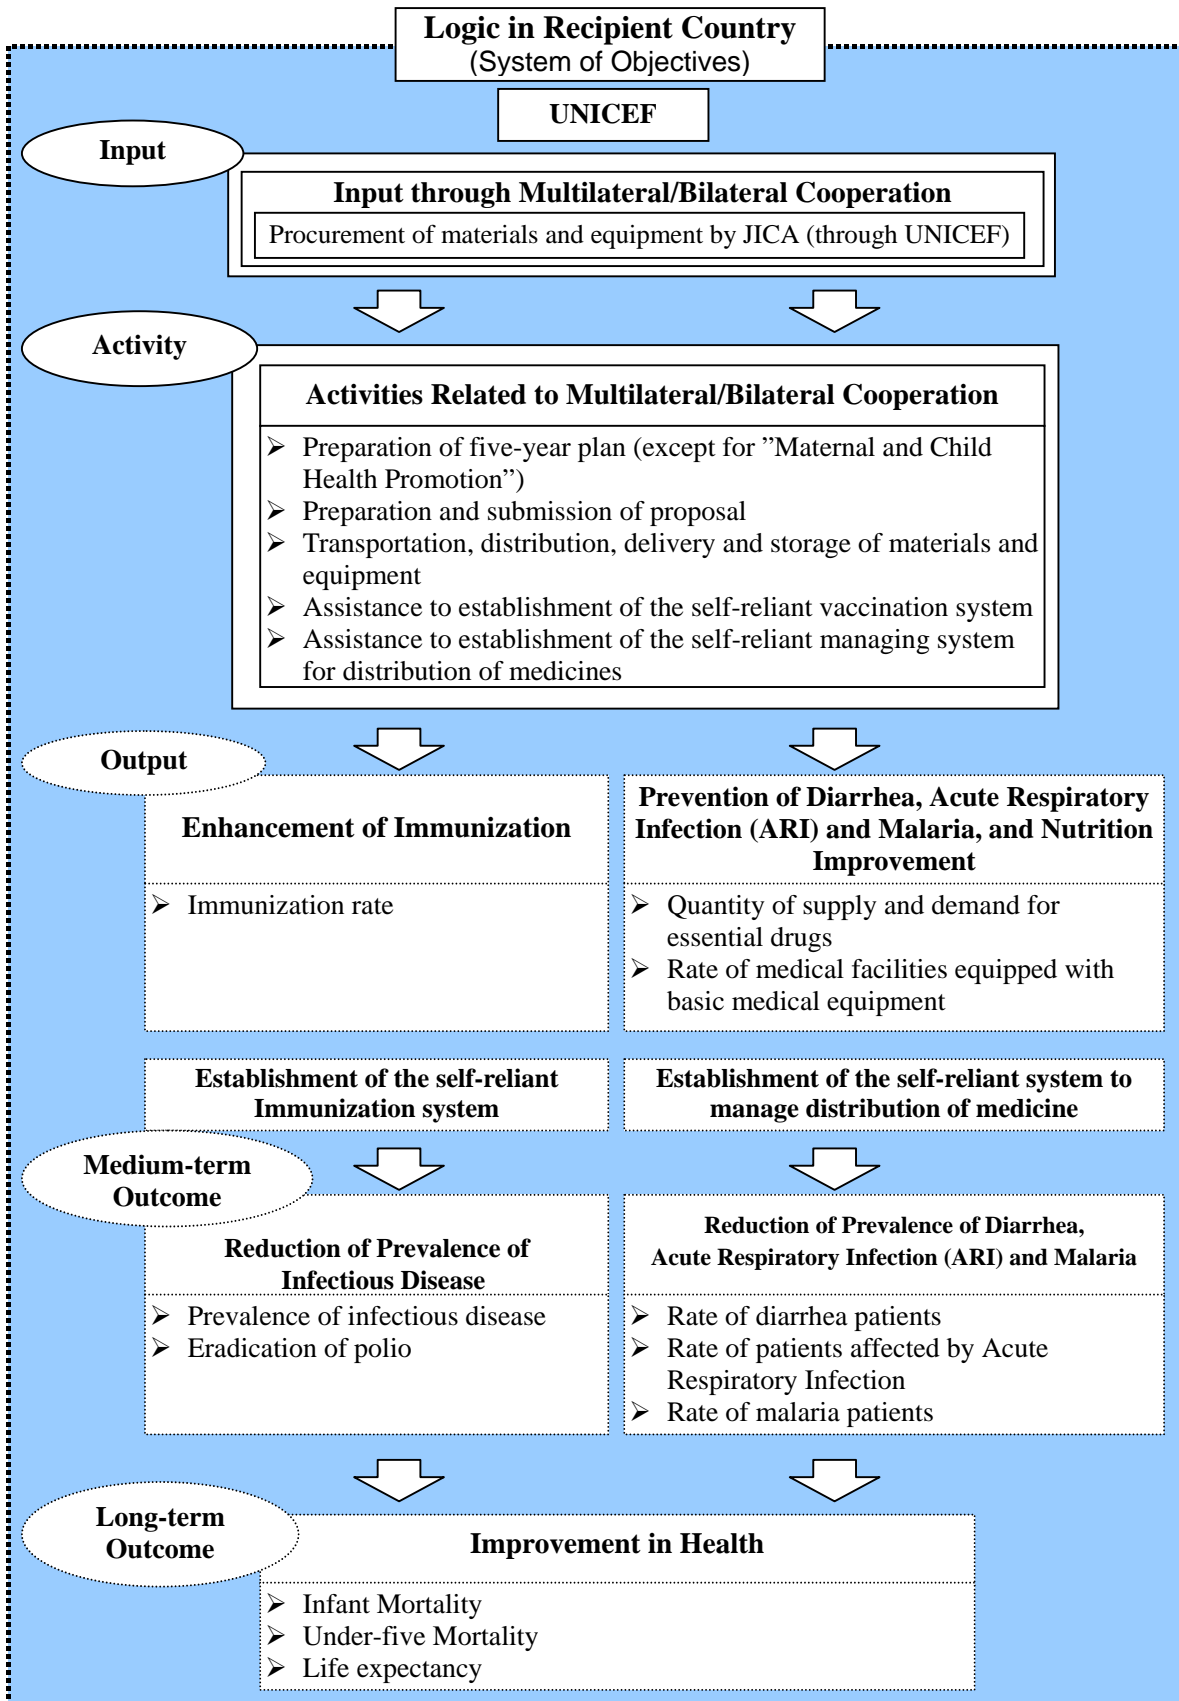 Logic in Recipient Country
(System of Objectives)
UNICEF
Input
Input through Multilateral/Bilateral Cooperation
Procurement of materials and equipment by JICA (through UNICEF)
Activity
Activities Related to Multilateral/Bilateral Cooperation
➢ Preparation of five-year plan (except for ”Maternal and Child
Health Promotion”)
➢ Preparation and submission of proposal
➢ Transportation, distribution, delivery and storage of materials and
equipment
➢ Assistance to establishment of the self-reliant vaccination system
➢ Assistance to establishment of the self-reliant managing system
for distribution of medicines
Output
Enhancement of Immunization
➢ Immunization rate
Prevention of Diarrhea, Acute Respiratory
Infection (ARI) and Malaria, and Nutrition
Improvement
➢ Quantity of supply and demand for
essential drugs
➢ Rate of medical facilities equipped with
basic medical equipment
Establishment of the self-reliant
Immunization system
Establishment of the self-reliant system to
manage distribution of medicine
Medium-term
Outcome
Reduction of Prevalence of
Infectious Disease
➢ Prevalence of infectious disease
➢ Eradication of polio
Reduction of Prevalence of Diarrhea,
Acute Respiratory Infection (ARI) and Malaria
➢ Rate of diarrhea patients
➢ Rate of patients affected by Acute
Respiratory Infection
➢ Rate of malaria patients
Long-term
Outcome
Improvement in Health
➢ Infant Mortality
➢ Under-five Mortality
➢ Life expectancy